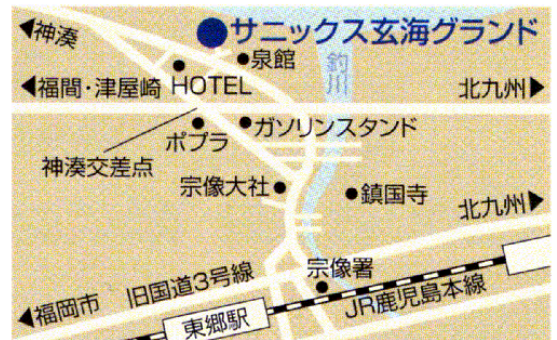 神湊
サニックス玄海グランド
泉館
釣川
福間・津屋崎
HOTEL
北九州
ポプラ
ガソリンスタンド
神湊交差点
宗像大社
鎮国寺
北九州
宗像署
福岡市
旧国道3号線
東郷駅
JR鹿児島本線